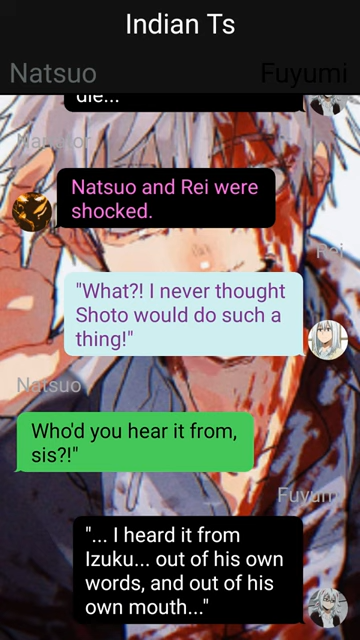 Indian Ts
Natsuo
Fuyumi
die...
Narrator
Natsuo and Rei were
shocked.
Rei
"What?! I never thought
Shoto would do such a
thing!"
Natsuo
Who'd you hear it from,
sis?!"
Fuyumi
"... I heard it from
Izuku... out of his own
words, and out of his
own mouth..."